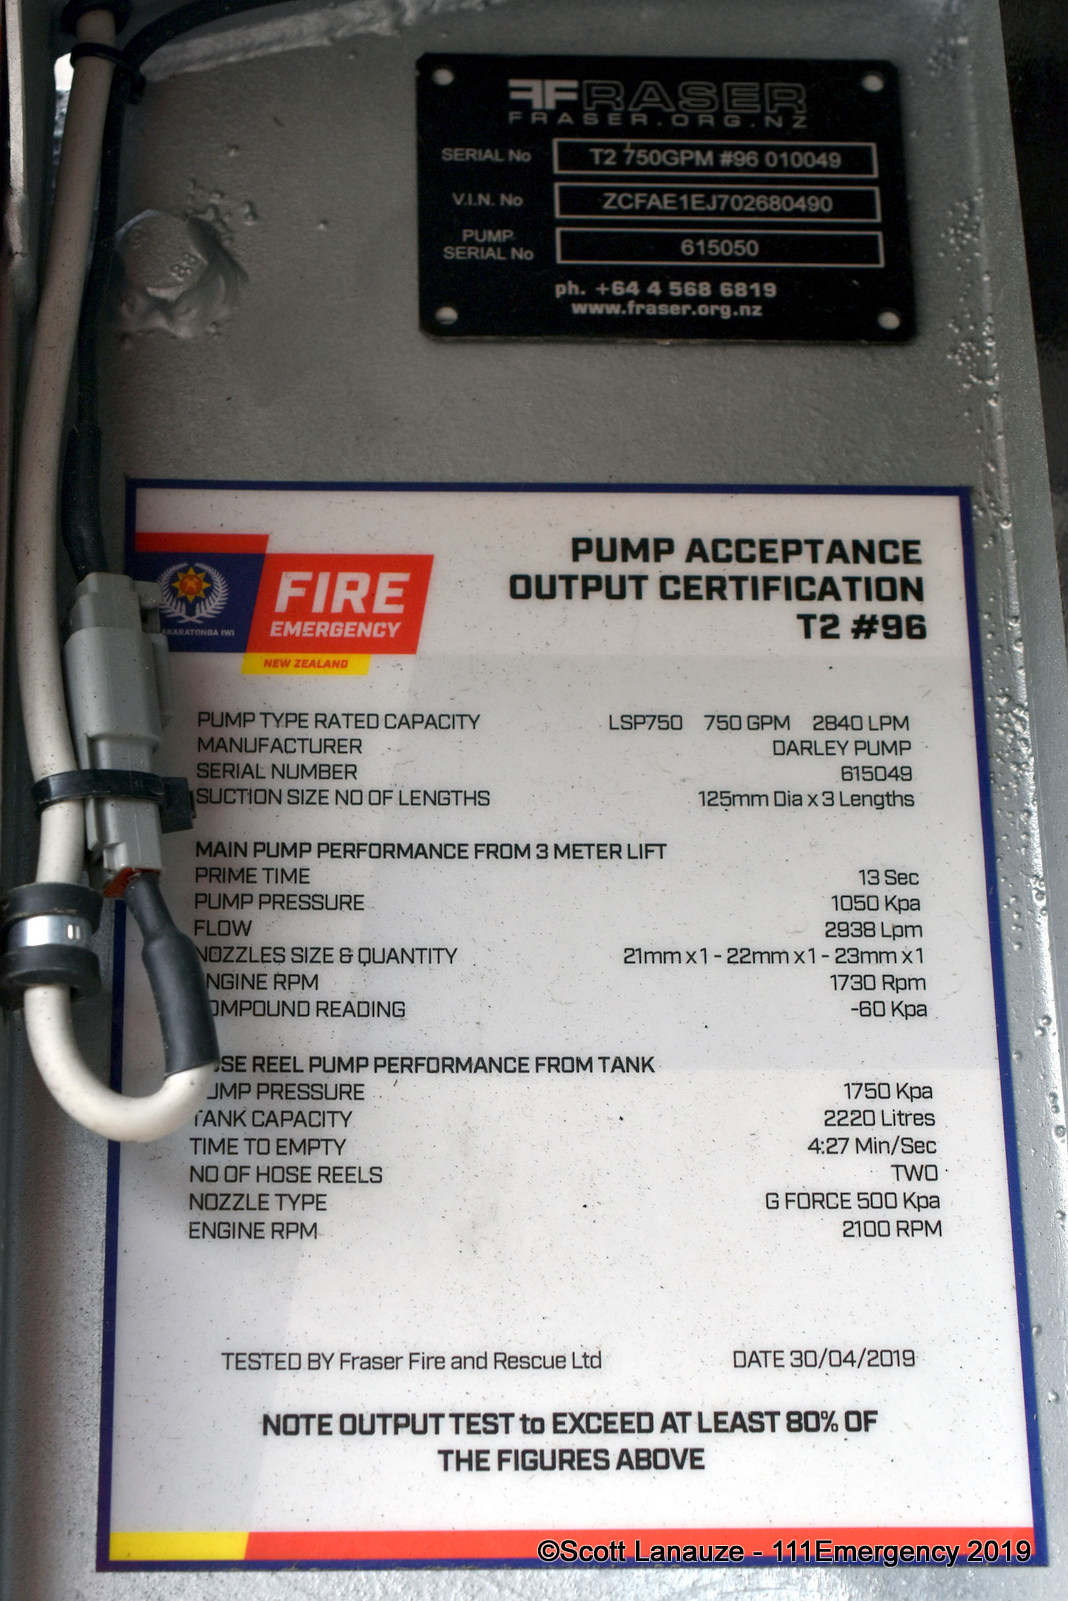 FRASER
FRASER.ORG.NZ
SERIAL No T2 750GPM #96 010049
V.I.N. No ZCFAE1EJ702680490
PUMP SERIAL No 615050
ph. +64 4 568 6819
www.fraser.org.nz
88
PUMP ACCEPTANCE
OUTPUT CERTIFICATION
T2 #96
FIRE
EMERGENCY
NEW ZEALAND
IWI
PUMP TYPE RATED CAPACITY LSP750 750 GPM 2840 LPM
MANUFACTURER DARLEY PUMP
SERIAL NUMBER 615049
SUCTION SIZE NO OF LENGTHS 125mm Dia x 3 Lengths
MAIN PUMP PERFORMANCE FROM 3 METER LIFT
PRIME TIME 13 Sec
PUMP PRESSURE 1050 Kpa
FLOW 2938 Lpm
NOZZLES SIZE & QUANTITY 21mm x 1 - 22mm x 1 - 23mm x 1
ENGINE RPM 1730 Rpm
COMPOUND READING -60 Kpa
HOSE REEL PUMP PERFORMANCE FROM TANK
PUMP PRESSURE 1750 Kpa
TANK CAPACITY 2220 Litres
TIME TO EMPTY 4:27 Min/Sec
NO OF HOSE REELS TWO
NOZZLE TYPE G FORCE 500 Kpa
ENGINE RPM 2100 RPM
TESTED BY Fraser Fire and Rescue Ltd DATE 30/04/2019
NOTE OUTPUT TEST to EXCEED AT LEAST 80% OF
THE FIGURES ABOVE
©Scott Lanauze - 111Emergency 2019